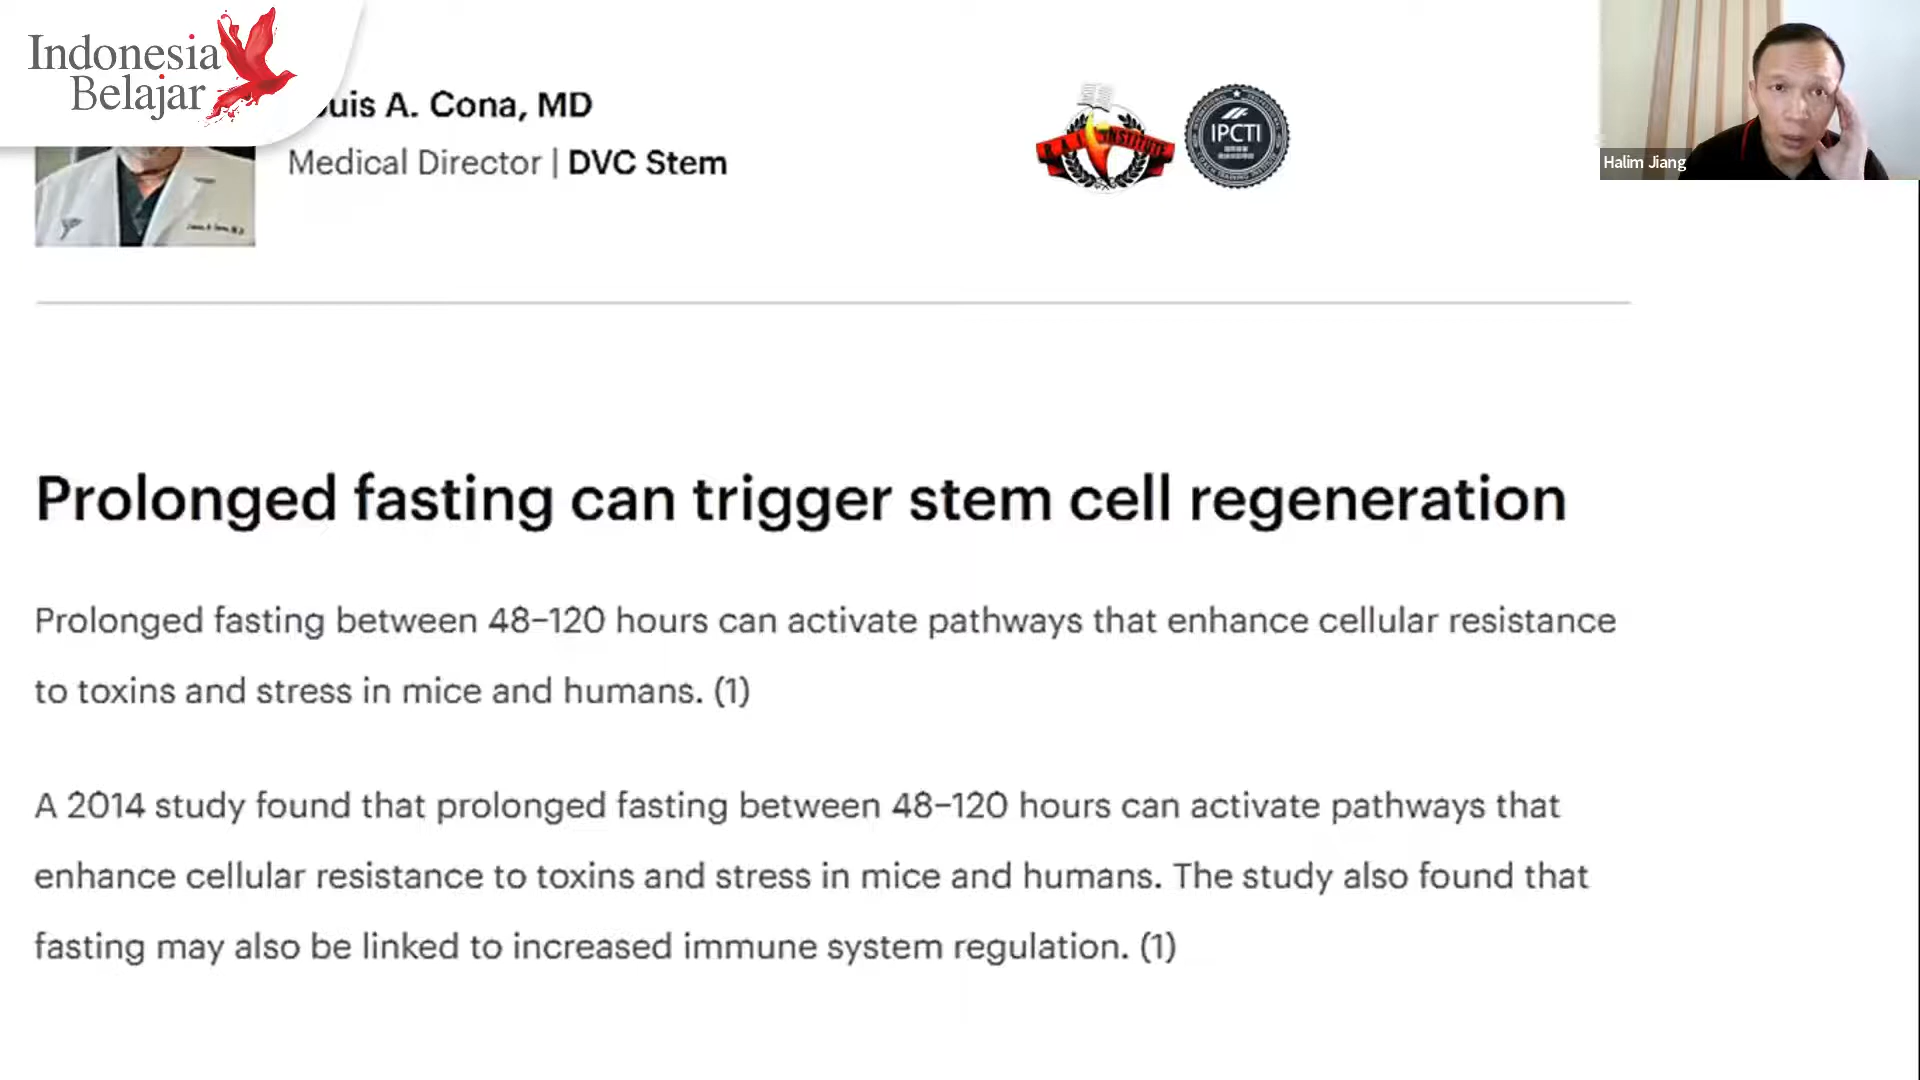 Indonesia
Belajar
uis A. Cona, MD
Medical Director | DVC Stem
R.A.I INSTITUTE
IPCTI
Halim Jiang
Prolonged fasting can trigger stem cell regeneration
Prolonged fasting between 48–120 hours can activate pathways that enhance cellular resistance
to toxins and stress in mice and humans. (1)
A 2014 study found that prolonged fasting between 48–120 hours can activate pathways that
enhance cellular resistance to toxins and stress in mice and humans. The study also found that
fasting may also be linked to increased immune system regulation. (1)